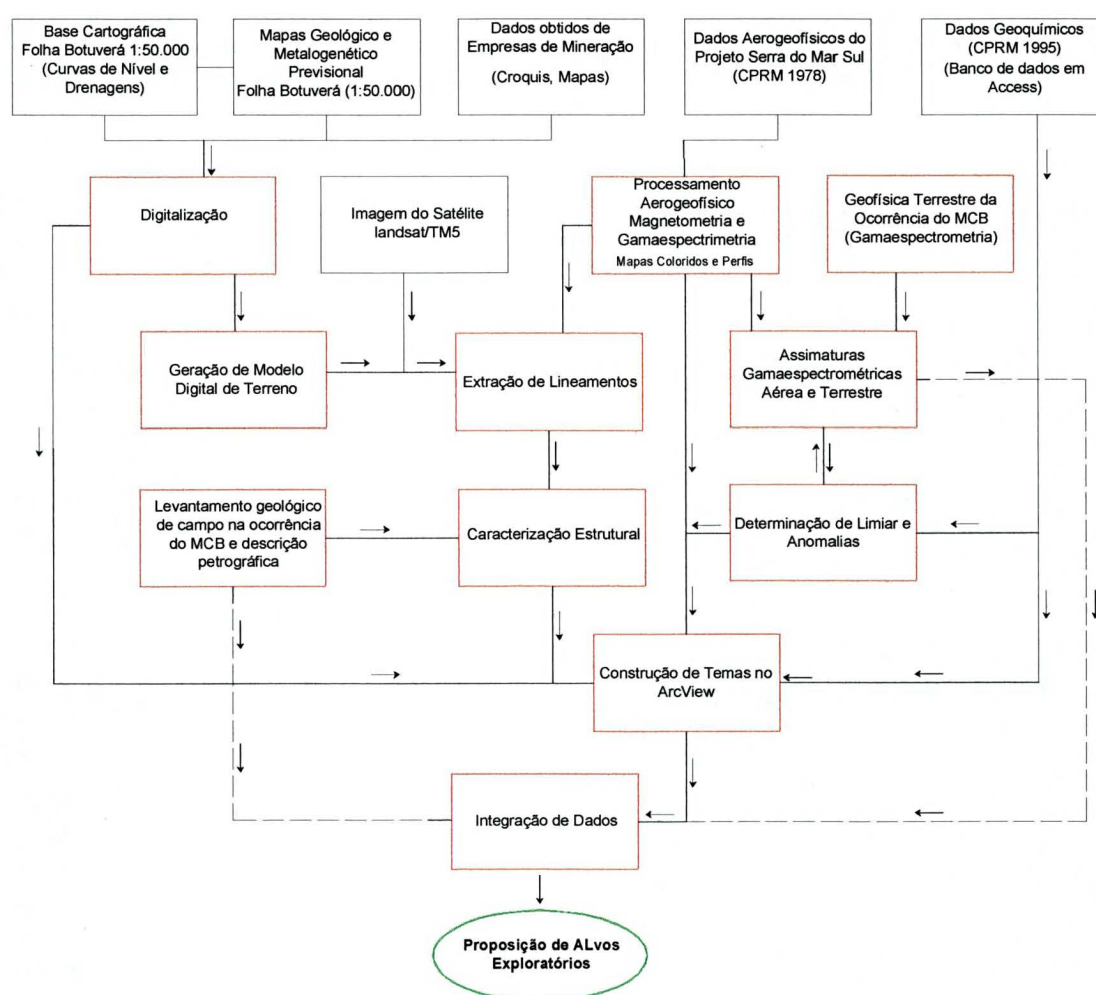 Base Cartográfica
Folha Botuverá 1:50.000
(Curvas de Nível e
Drenagens)
Mapas Geológico e
Metalogenético
Previsional
Folha Botuverá (1:50.000)
Dados obtidos de
Empresas de Mineração
(Croquis, Mapas)
Dados Aerogeofísicos do
Projeto Serra do Mar Sul
(CPRM 1978)
Dados Geoquímicos
(CPRM 1995)
(Banco de dados em
Access)
Digitalização
Imagem do Satélite
landsat/TM5
Processamento
Aerogeofísico
Magnetometria e
Gamaespectrimetria
Mapas Coloridos e Perfis
Geofísica Terrestre da
Ocorrência do MCB
(Gamaespectrometria)
Geração de Modelo
Digital de Terreno
Extração de Lineamentos
Assimaturas
Gamaespectrométricas
Aérea e Terrestre
Levantamento geológico
de campo na ocorrência
do MCB e descrição
petrográfica
Caracterização Estrutural
Determinação de Limiar e
Anomalias
Construção de Temas no
ArcView
Integração de Dados
Proposição de ALvos
Exploratórios